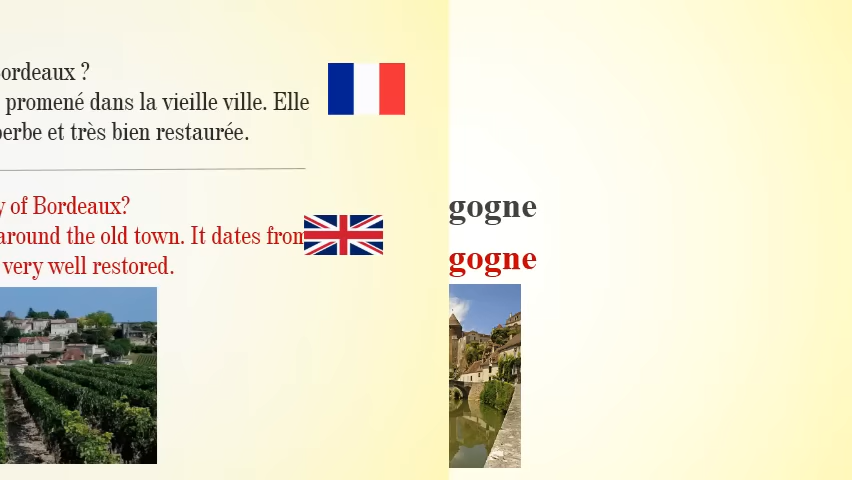 ordeaux ?
promené dans la vieille ville. Elle
erbe et très bien restaurée.
y of Bordeaux?
around the old town. It dates from
very well restored.
gogne
gogne